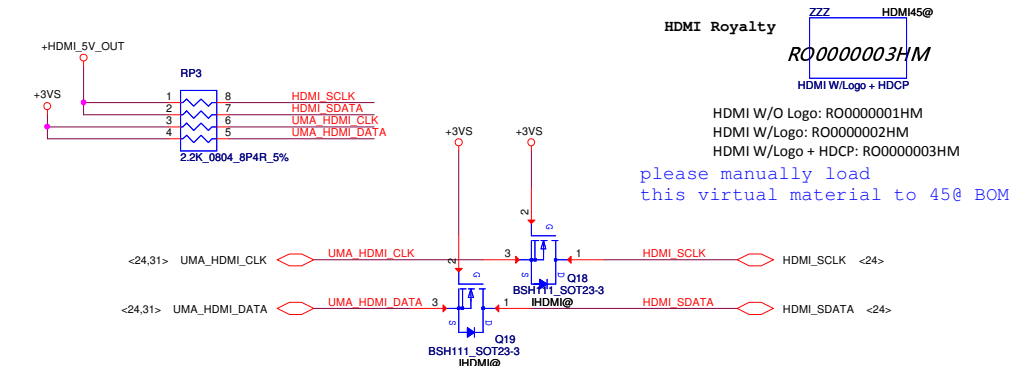 ZZZ HDMI45@
HDMI Royalty
RO0000003HM
HDMI W/Logo + HDCP
+HDMI_5V_OUT
RP3
+3VS
1 8 HDMI_SCLK
2 7 HDMI_SDATA
3 6 UMA_HDMI_CLK
4 5 UMA_HDMI_DATA
2.2K_0804_8P4R_5%
HDMI W/O Logo: RO0000001HM
HDMI W/Logo: RO0000002HM
HDMI W/Logo + HDCP: RO0000003HM
please manually load
this virtual material to 45@ BOM
+3VS +3VS
2
G
<24,31> UMA_HDMI_CLK UMA_HDMI_CLK 3 1 HDMI_SCLK HDMI_SCLK <24>
S D
Q18
BSH111_SOT23-3
IHDMI@
2
G
<24,31> UMA_HDMI_DATA UMA_HDMI_DATA 3 1 HDMI_SDATA HDMI_SDATA <24>
S D
Q19
BSH111_SOT23-3
IHDMI@